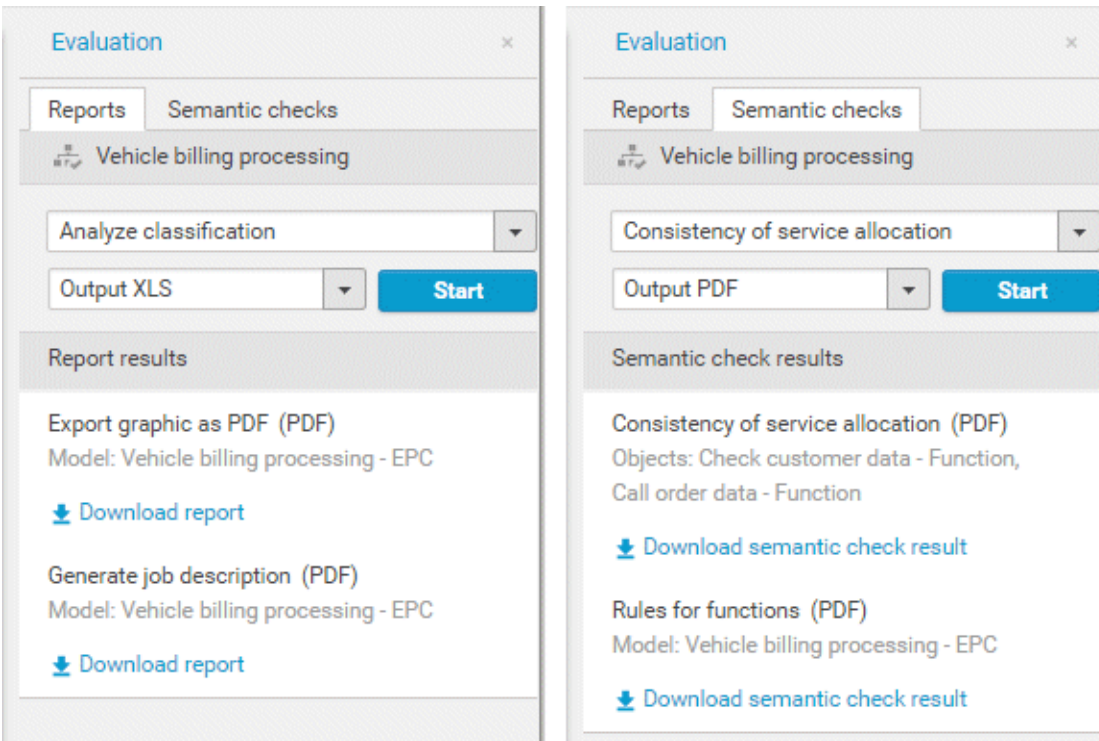 Evaluation
Reports Semantic checks
Vehicle billing processing
Analyze classification
Output XLS Start
Report results
Export graphic as PDF (PDF)
Model: Vehicle billing processing - EPC
Download report
Generate job description (PDF)
Model: Vehicle billing processing - EPC
Download report
Evaluation
Reports Semantic checks
Vehicle billing processing
Consistency of service allocation
Output PDF Start
Semantic check results
Consistency of service allocation (PDF)
Objects: Check customer data - Function,
Call order data - Function
Download semantic check result
Rules for functions (PDF)
Model: Vehicle billing processing - EPC
Download semantic check result